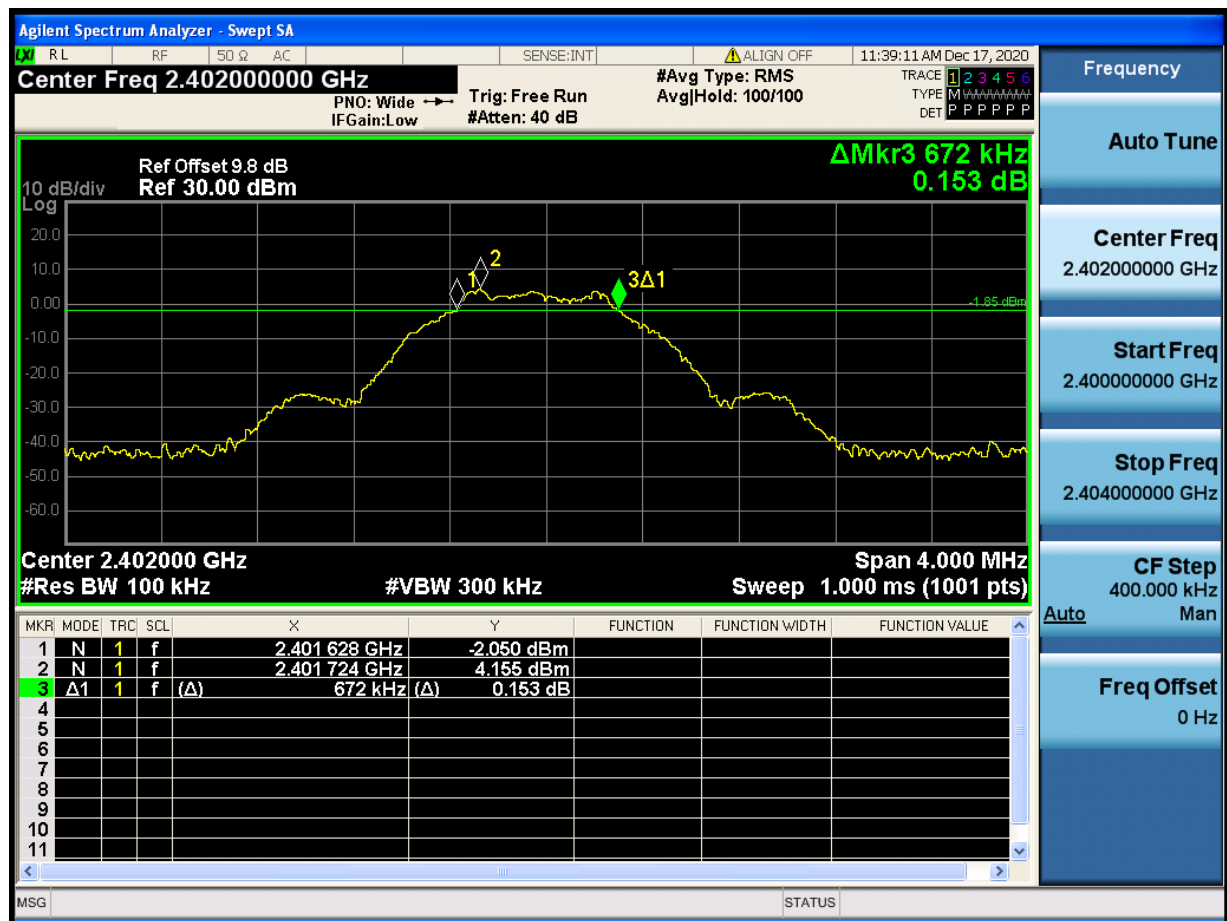 Agilent Spectrum Analyzer - Swept SA
LXI RL RF 50 Ω AC SENSE:INT ALIGN OFF 11:39:11 AM Dec 17, 2020
Center Freq 2.402000000 GHz
PNO: Wide
IFGain:Low
Trig: Free Run
#Atten: 40 dB
#Avg Type: RMS
Avg|Hold: 100/100
TRACE 1 2 3 4 5 6
TYPE M W W W W W
DET P P P P P P
ΔMkr3 672 kHz
0.153 dB
Ref Offset 9.8 dB
10 dB/div Ref 30.00 dBm
Log
20.0
10.0
0.00
-10.0
-20.0
-30.0
-40.0
-50.0
-60.0
1
2
3Δ1
-1.85 dBm
Center 2.402000 GHz Span 4.000 MHz
#Res BW 100 kHz #VBW 300 kHz Sweep 1.000 ms (1001 pts)
MKR MODE TRC SCL X Y FUNCTION FUNCTION WIDTH FUNCTION VALUE
1 N 1 f 2.401 628 GHz -2.050 dBm
2 N 1 f 2.401 724 GHz 4.155 dBm
3 Δ1 1 f (Δ) 672 kHz (Δ) 0.153 dB
4
5
6
7
8
9
10
11
MSG STATUS
Frequency
Auto Tune
Center Freq
2.402000000 GHz
Start Freq
2.400000000 GHz
Stop Freq
2.404000000 GHz
CF Step
400.000 kHz
Auto Man
Freq Offset
0 Hz